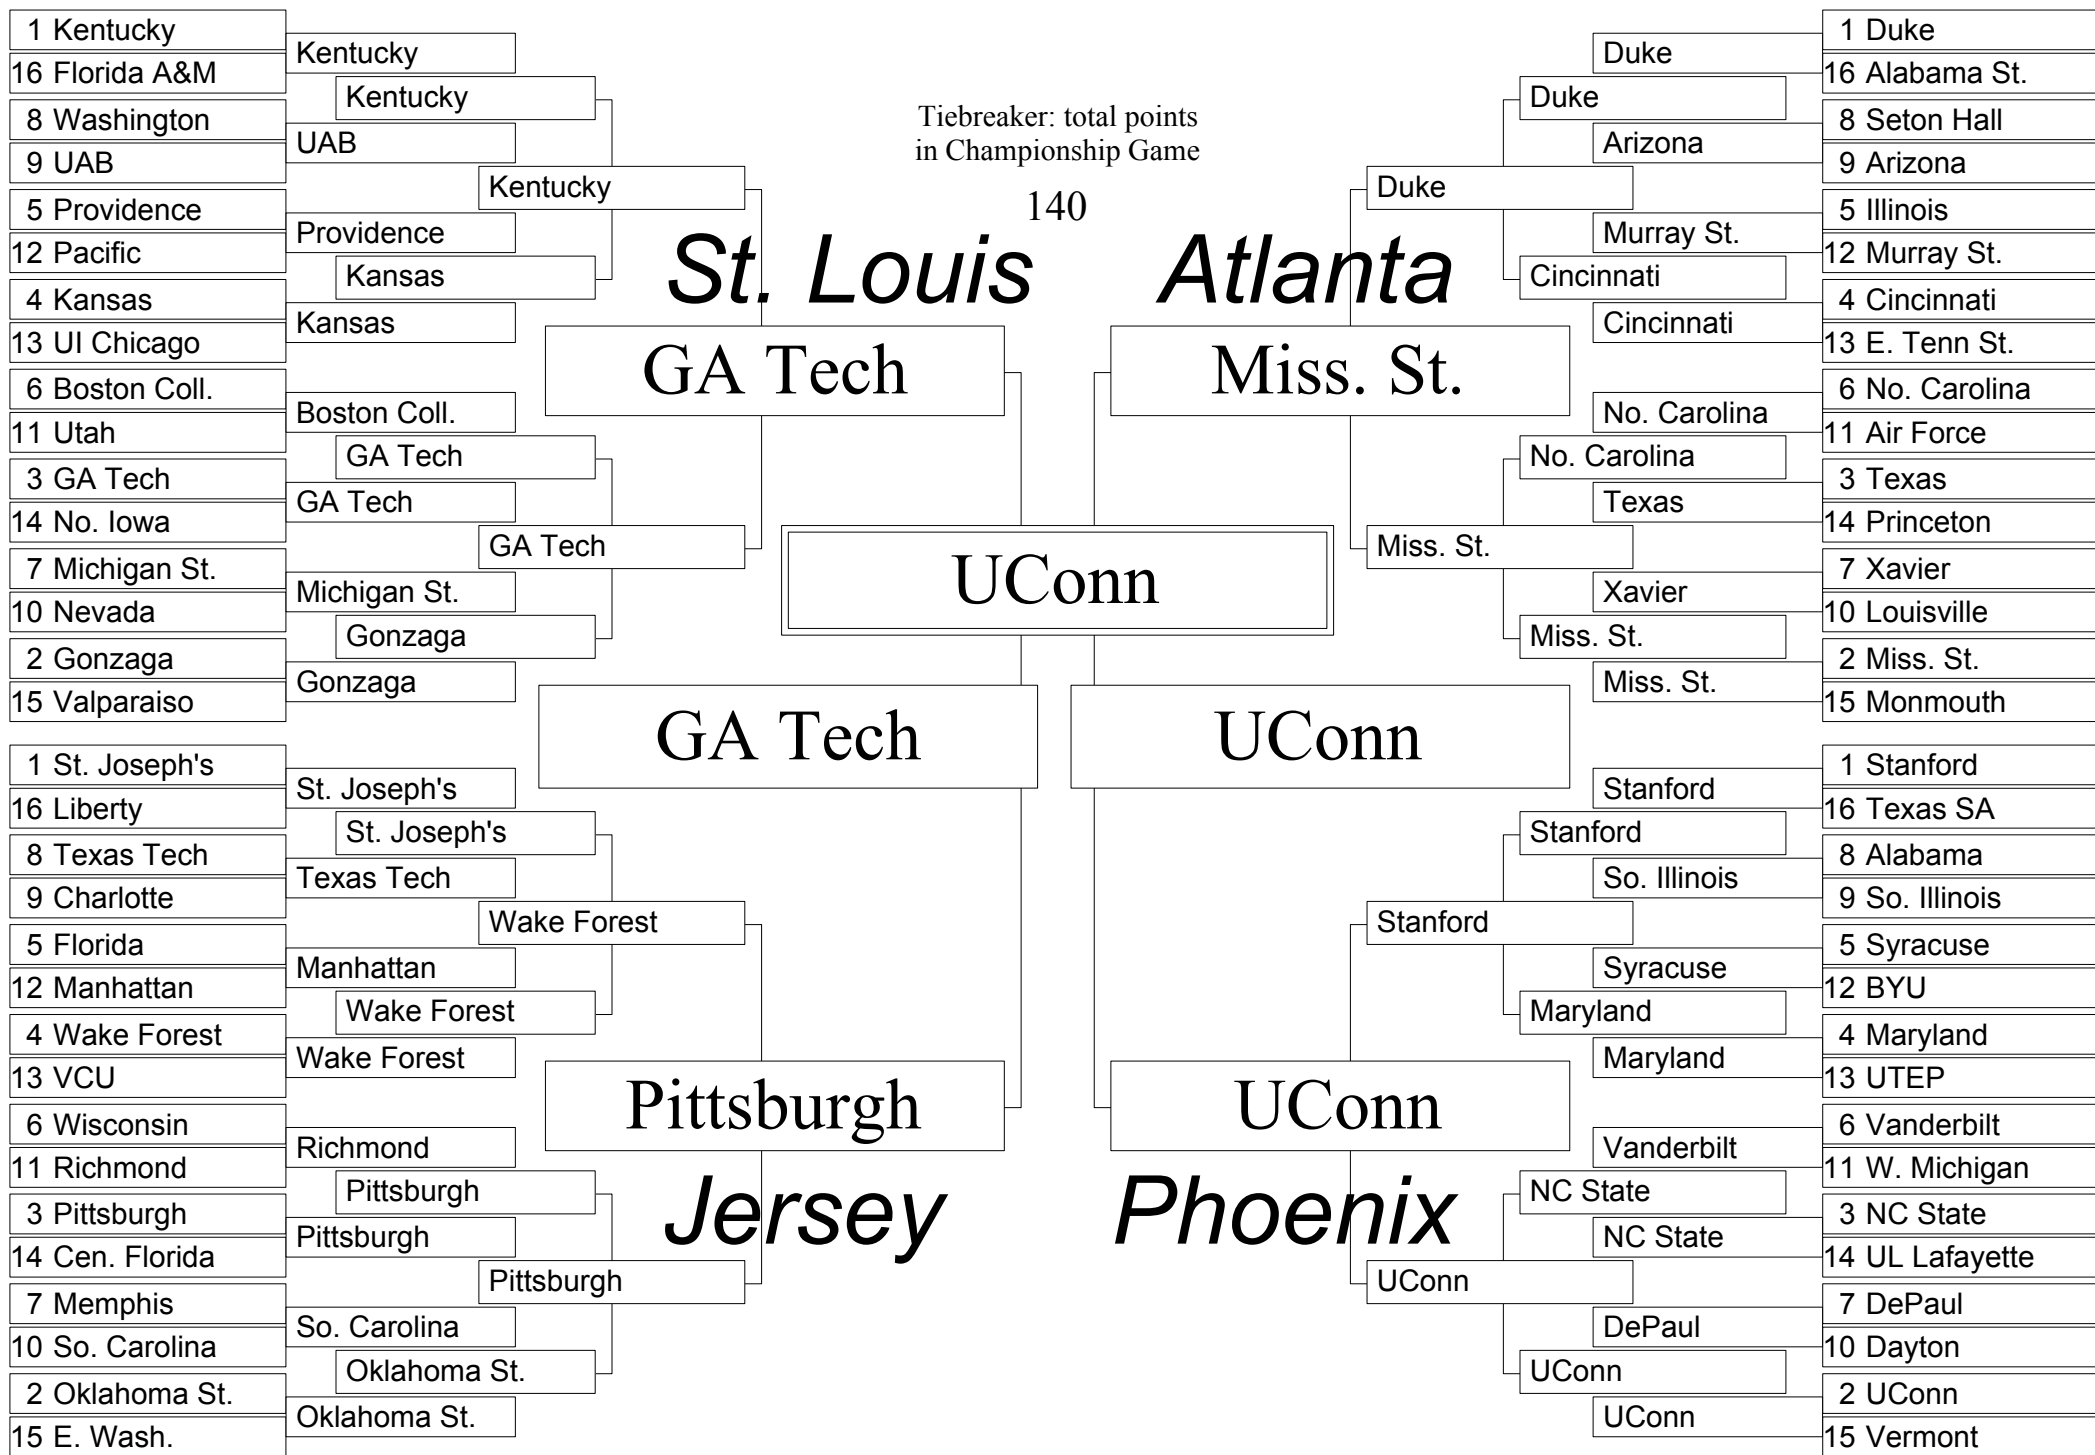 1 Kentucky
16 Florida A&M
8 Washington
9 UAB
5 Providence
12 Pacific
4 Kansas
13 UI Chicago
6 Boston Coll.
11 Utah
3 GA Tech
14 No. Iowa
7 Michigan St.
10 Nevada
2 Gonzaga
15 Valparaiso
Kentucky
UAB
Providence
Kansas
Boston Coll.
GA Tech
Michigan St.
Gonzaga
Kentucky
Kansas
GA Tech
Gonzaga
Kentucky
GA Tech
St. Louis
GA Tech
1 St. Joseph's
16 Liberty
8 Texas Tech
9 Charlotte
5 Florida
12 Manhattan
4 Wake Forest
13 VCU
6 Wisconsin
11 Richmond
3 Pittsburgh
14 Cen. Florida
7 Memphis
10 So. Carolina
2 Oklahoma St.
15 E. Wash.
St. Joseph's
Texas Tech
Manhattan
Wake Forest
Richmond
Pittsburgh
So. Carolina
Oklahoma St.
St. Joseph's
Wake Forest
Pittsburgh
Oklahoma St.
Wake Forest
Pittsburgh
Pittsburgh
Jersey
Tiebreaker: total points
in Championship Game
140
UConn
GA Tech
UConn
Atlanta
Miss. St.
Duke
Miss. St.
Duke
Cincinnati
No. Carolina
Miss. St.
Duke
Arizona
Murray St.
Cincinnati
No. Carolina
Texas
Xavier
Miss. St.
1 Duke
16 Alabama St.
8 Seton Hall
9 Arizona
5 Illinois
12 Murray St.
4 Cincinnati
13 E. Tenn St.
6 No. Carolina
11 Air Force
3 Texas
14 Princeton
7 Xavier
10 Louisville
2 Miss. St.
15 Monmouth
UConn
Phoenix
Stanford
UConn
Stanford
Maryland
NC State
UConn
Stanford
So. Illinois
Syracuse
Maryland
Vanderbilt
NC State
DePaul
UConn
1 Stanford
16 Texas SA
8 Alabama
9 So. Illinois
5 Syracuse
12 BYU
4 Maryland
13 UTEP
6 Vanderbilt
11 W. Michigan
3 NC State
14 UL Lafayette
7 DePaul
10 Dayton
2 UConn
15 Vermont